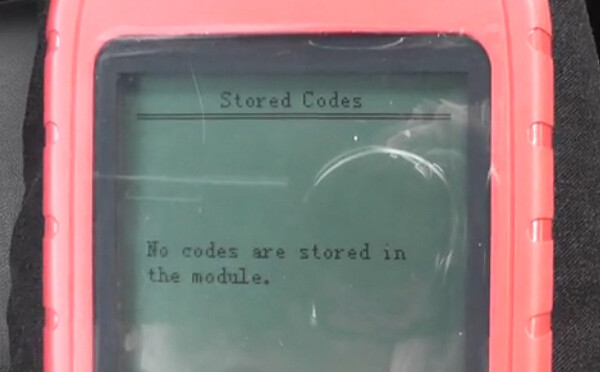 Stored Codes
No codes are stored in
the module.